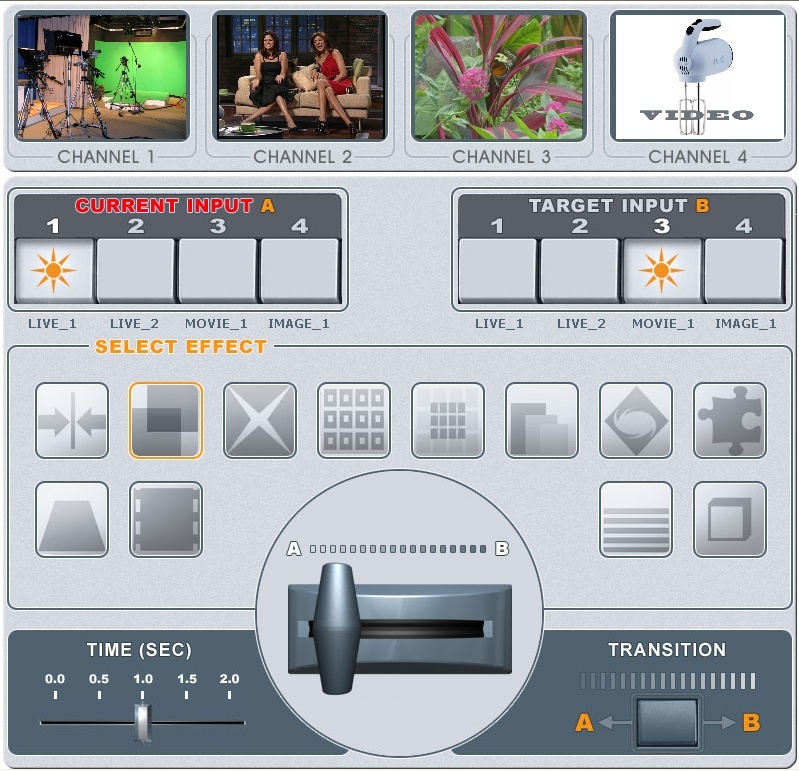 VIDEO
CHANNEL 1 CHANNEL 2 CHANNEL 3 CHANNEL 4
CURRENT INPUT A
1 2 3 4
LIVE_1 LIVE_2 MOVIE_1 IMAGE_1
TARGET INPUT B
1 2 3 4
LIVE_1 LIVE_2 MOVIE_1 IMAGE_1
SELECT EFFECT
A B
TIME (SEC)
0.0 0.5 1.0 1.5 2.0
TRANSITION
A B